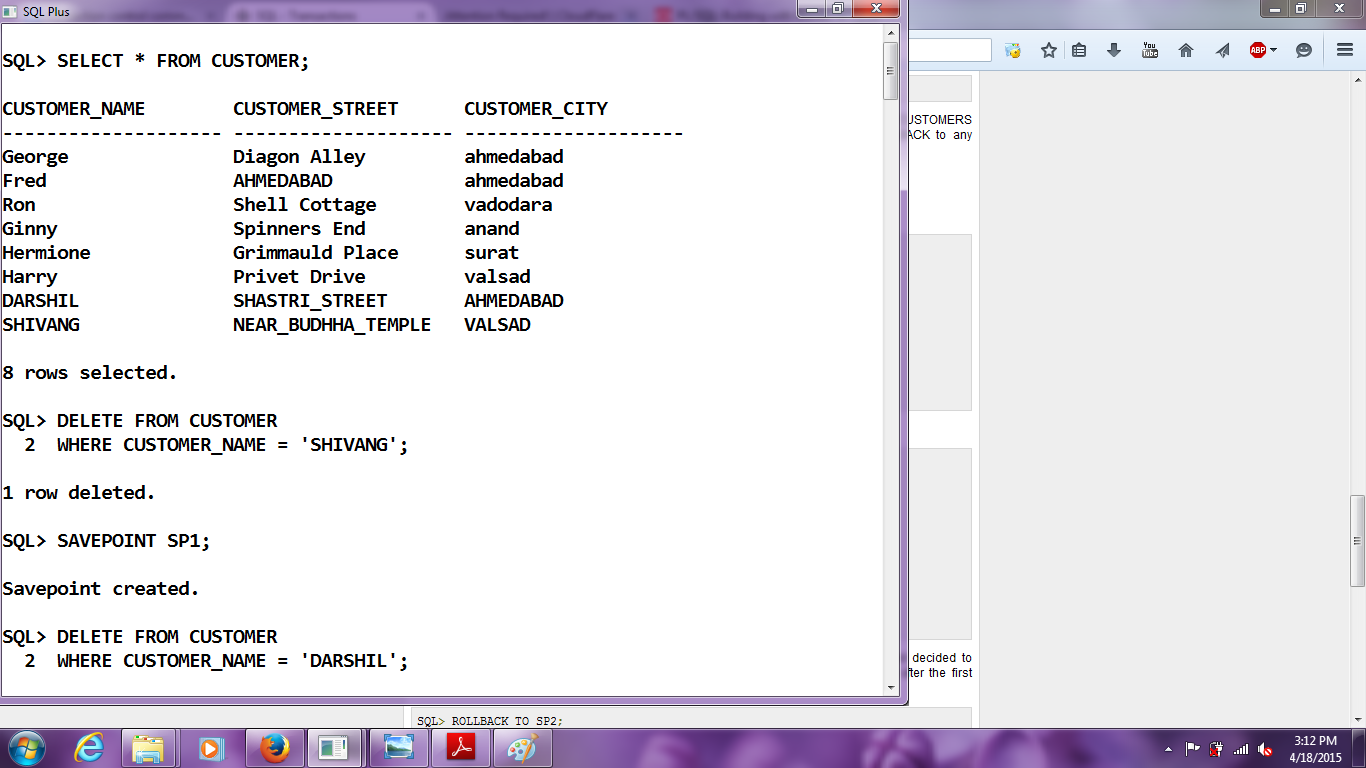 SQL Plus
SQL> SELECT * FROM CUSTOMER;
CUSTOMER_NAME CUSTOMER_STREET CUSTOMER_CITY
-------------------- -------------------- --------------------
George Diagon Alley ahmedabad
Fred AHMEDABAD ahmedabad
Ron Shell Cottage vadodara
Ginny Spinners End anand
Hermione Grimmauld Place surat
Harry Privet Drive valsad
DARSHIL SHASTRI_STREET AHMEDABAD
SHIVANG NEAR_BUDHHA_TEMPLE VALSAD
8 rows selected.
SQL> DELETE FROM CUSTOMER
2 WHERE CUSTOMER_NAME = 'SHIVANG';
1 row deleted.
SQL> SAVEPOINT SP1;
Savepoint created.
SQL> DELETE FROM CUSTOMER
2 WHERE CUSTOMER_NAME = 'DARSHIL';
You
Tube
ABP
USTOMERS
ACK to any
decided to
fter the first
SQL> ROLLBACK TO SP2;
3:12 PM
4/18/2015